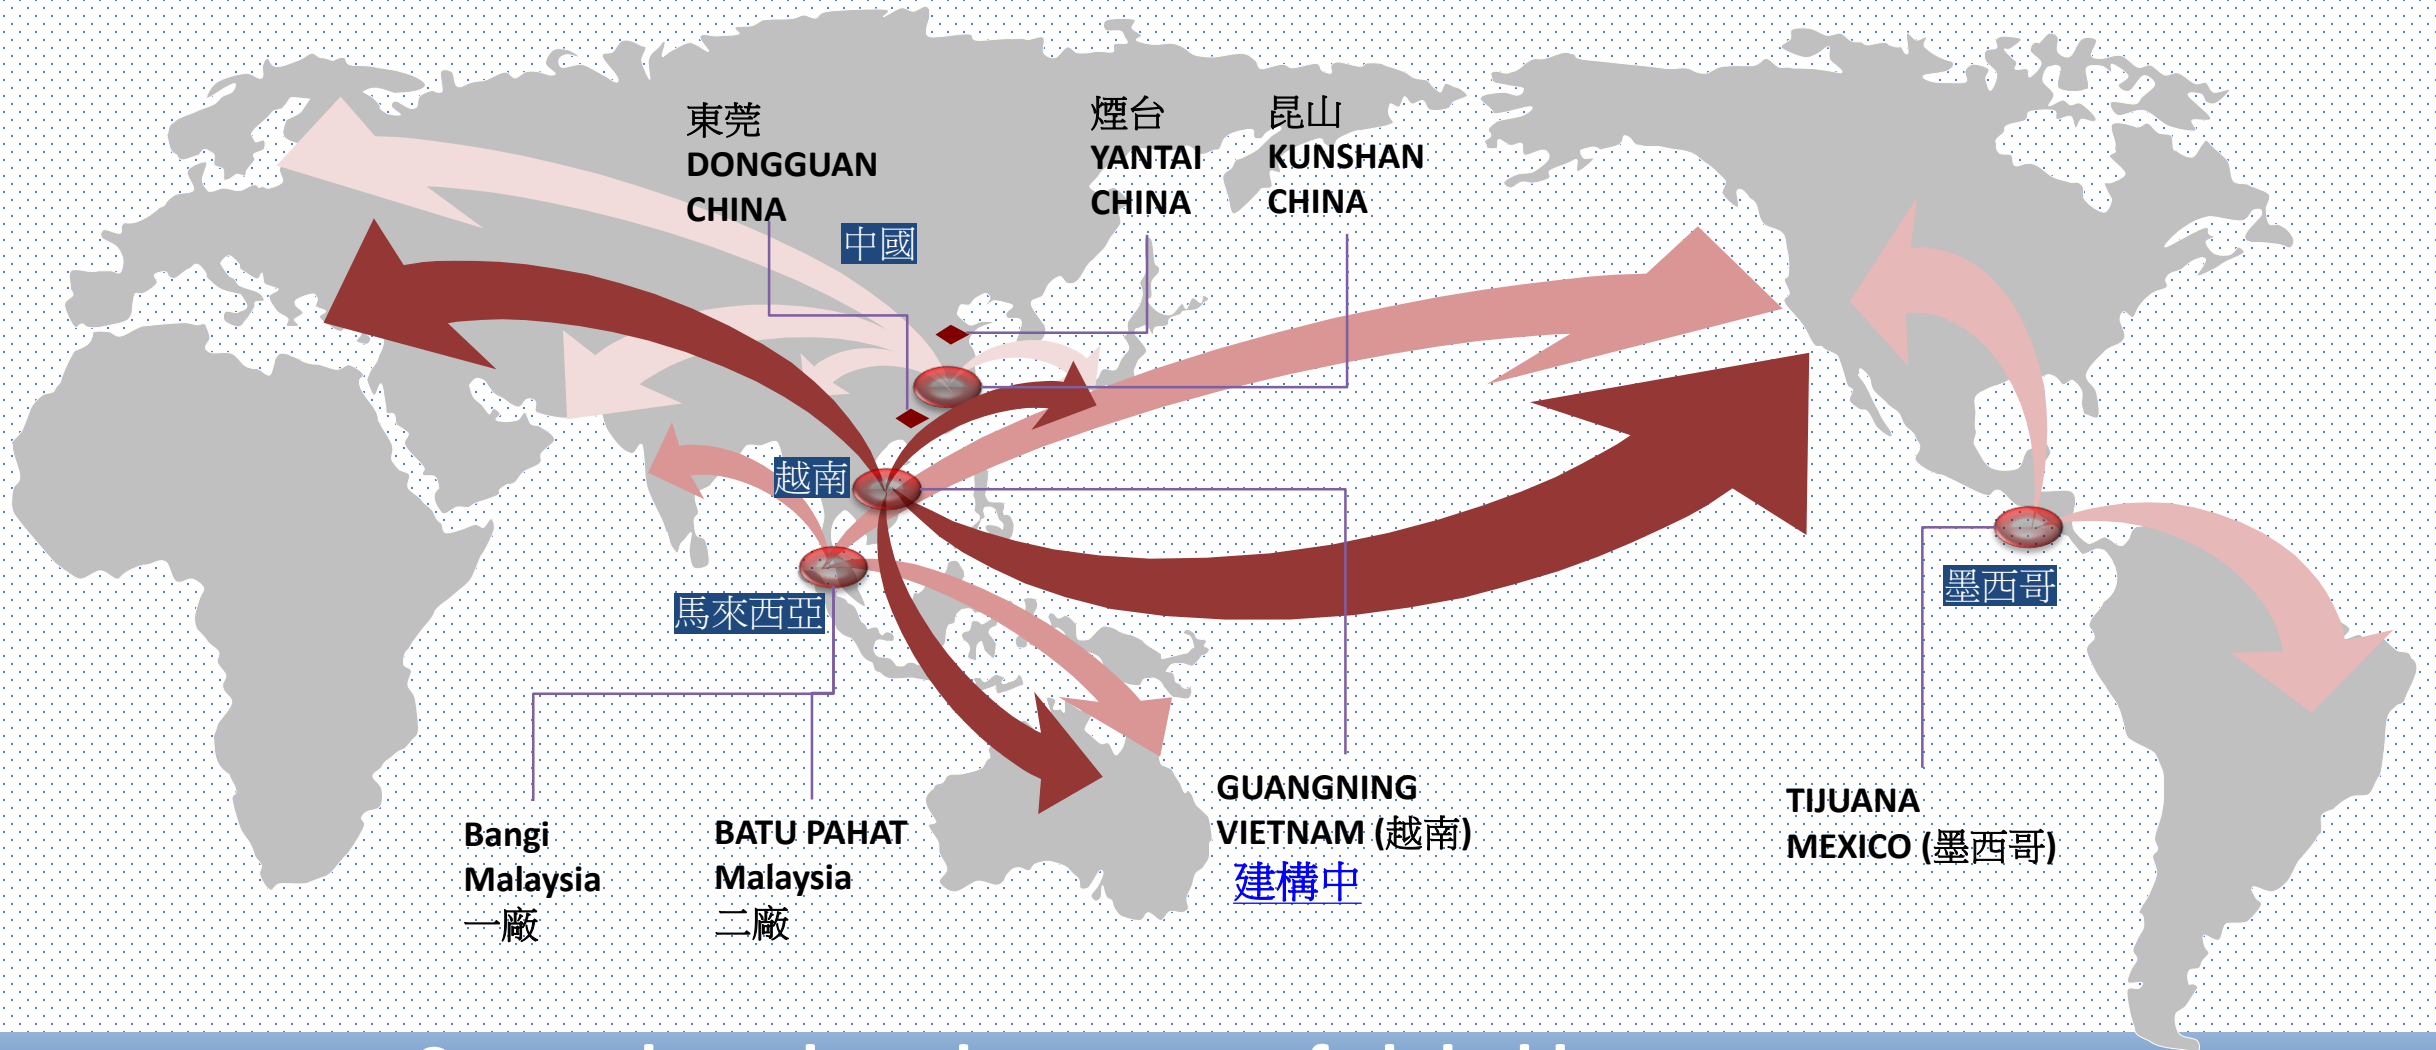 東莞
DONGGUAN
CHINA
煙台
YANTAI
CHINA
昆山
KUNSHAN
CHINA
中國
越南
馬來西亞
墨西哥
Bangi
Malaysia
一廠
BATU PAHAT
Malaysia
二廠
GUANGNING
VIETNAM (越南)
建構中
TIJUANA
MEXICO (墨西哥)